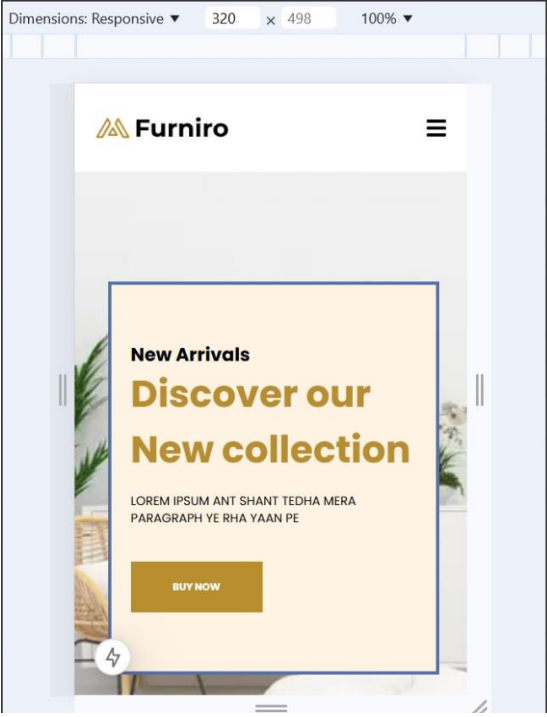 Dimensions: Responsive ▼ 320 × 498 100% ▼
Furniro
New Arrivals
Discover our
New collection
LOREM IPSUM ANT SHANT TEDHA MERA
PARAGRAPH YE RHA YAAN PE
BUY NOW